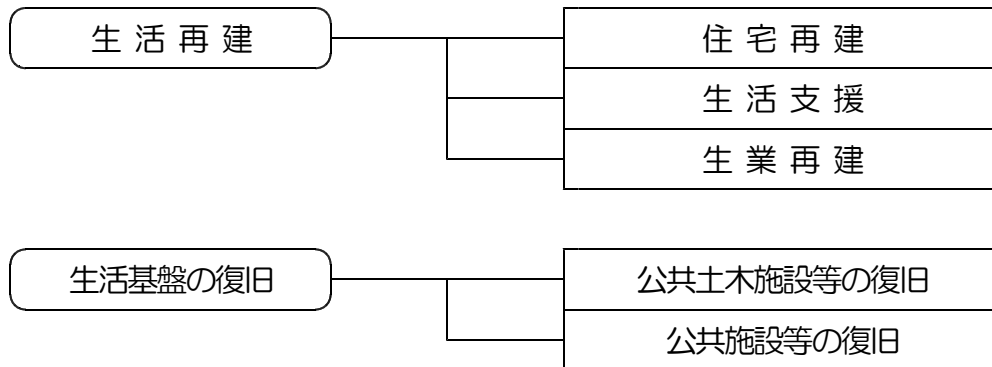 生活再建
住宅再建
生活支援
生業再建
生活基盤の復旧
公共土木施設等の復旧
公共施設等の復旧